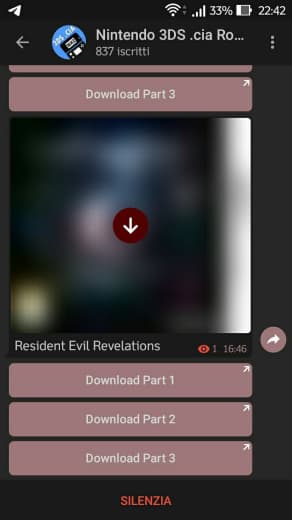 33% 22:42
Nintendo 3DS .cia Ro...
837 iscritti
Download Part 3
Resident Evil Revelations
1 16:46
Download Part 1
Download Part 2
Download Part 3
SILENZIA